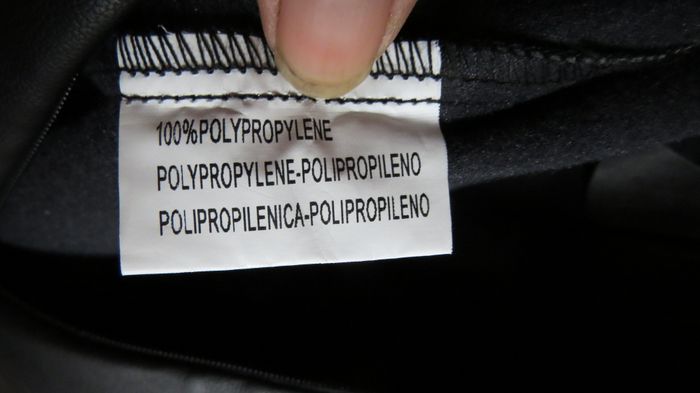 100%POLYPROPYLENE
POLYPROPYLENE-POLIPROPILENO
POLIPROPILENICA-POLIPROPILENO